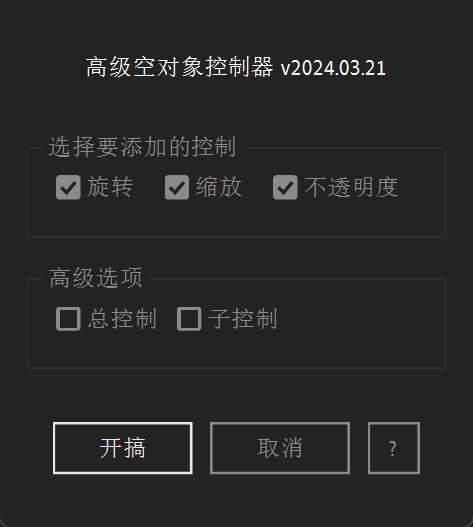 高级空对象控制器 v2024.03.21
选择要添加的控制
旋转 缩放 不透明度
高级选项
总控制 子控制
开搞 取消 ?